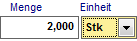 Menge Einheit
2,000 Stk